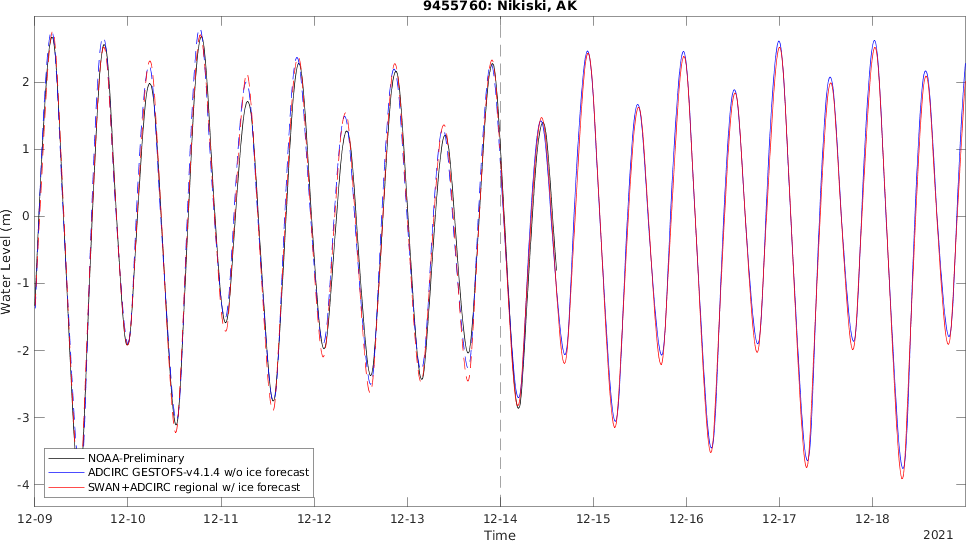 9455760: Nikiski, AK
Water Level (m)
2
1
0
-1
-2
-3
-4
NOAA-Preliminary
ADCIRC GESTOFS-v4.1.4 w/o ice forecast
SWAN+ADCIRC regional w/ ice forecast
12-09 12-10 12-11 12-12 12-13 12-14 12-15 12-16 12-17 12-18
Time
2021